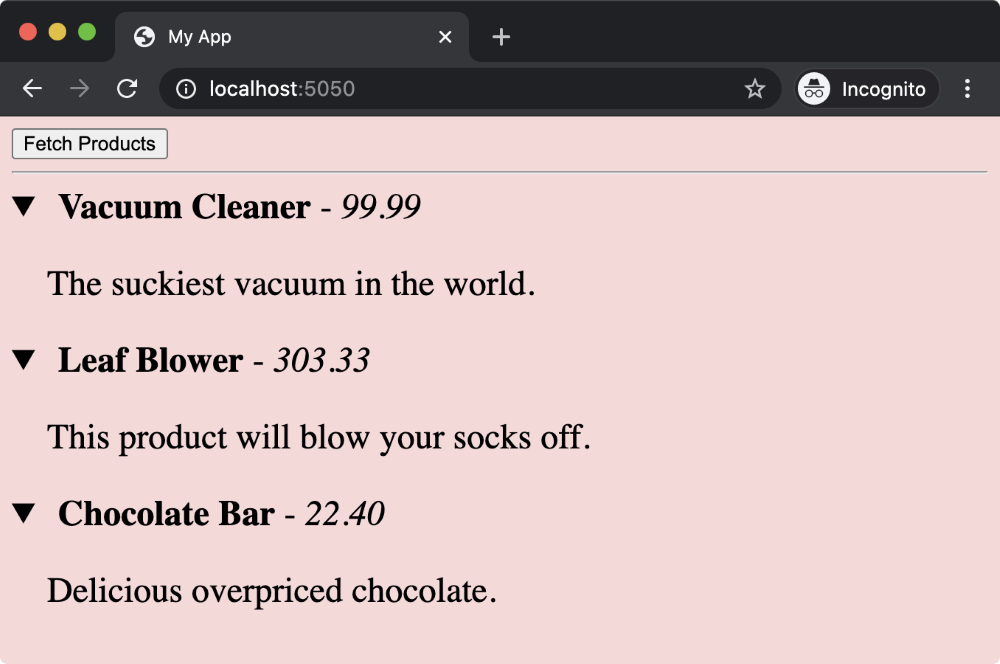 My App
localhost:5050
Incognito
Fetch Products
Vacuum Cleaner - 99.99
The suckiest vacuum in the world.
Leaf Blower - 303.33
This product will blow your socks off.
Chocolate Bar - 22.40
Delicious overpriced chocolate.